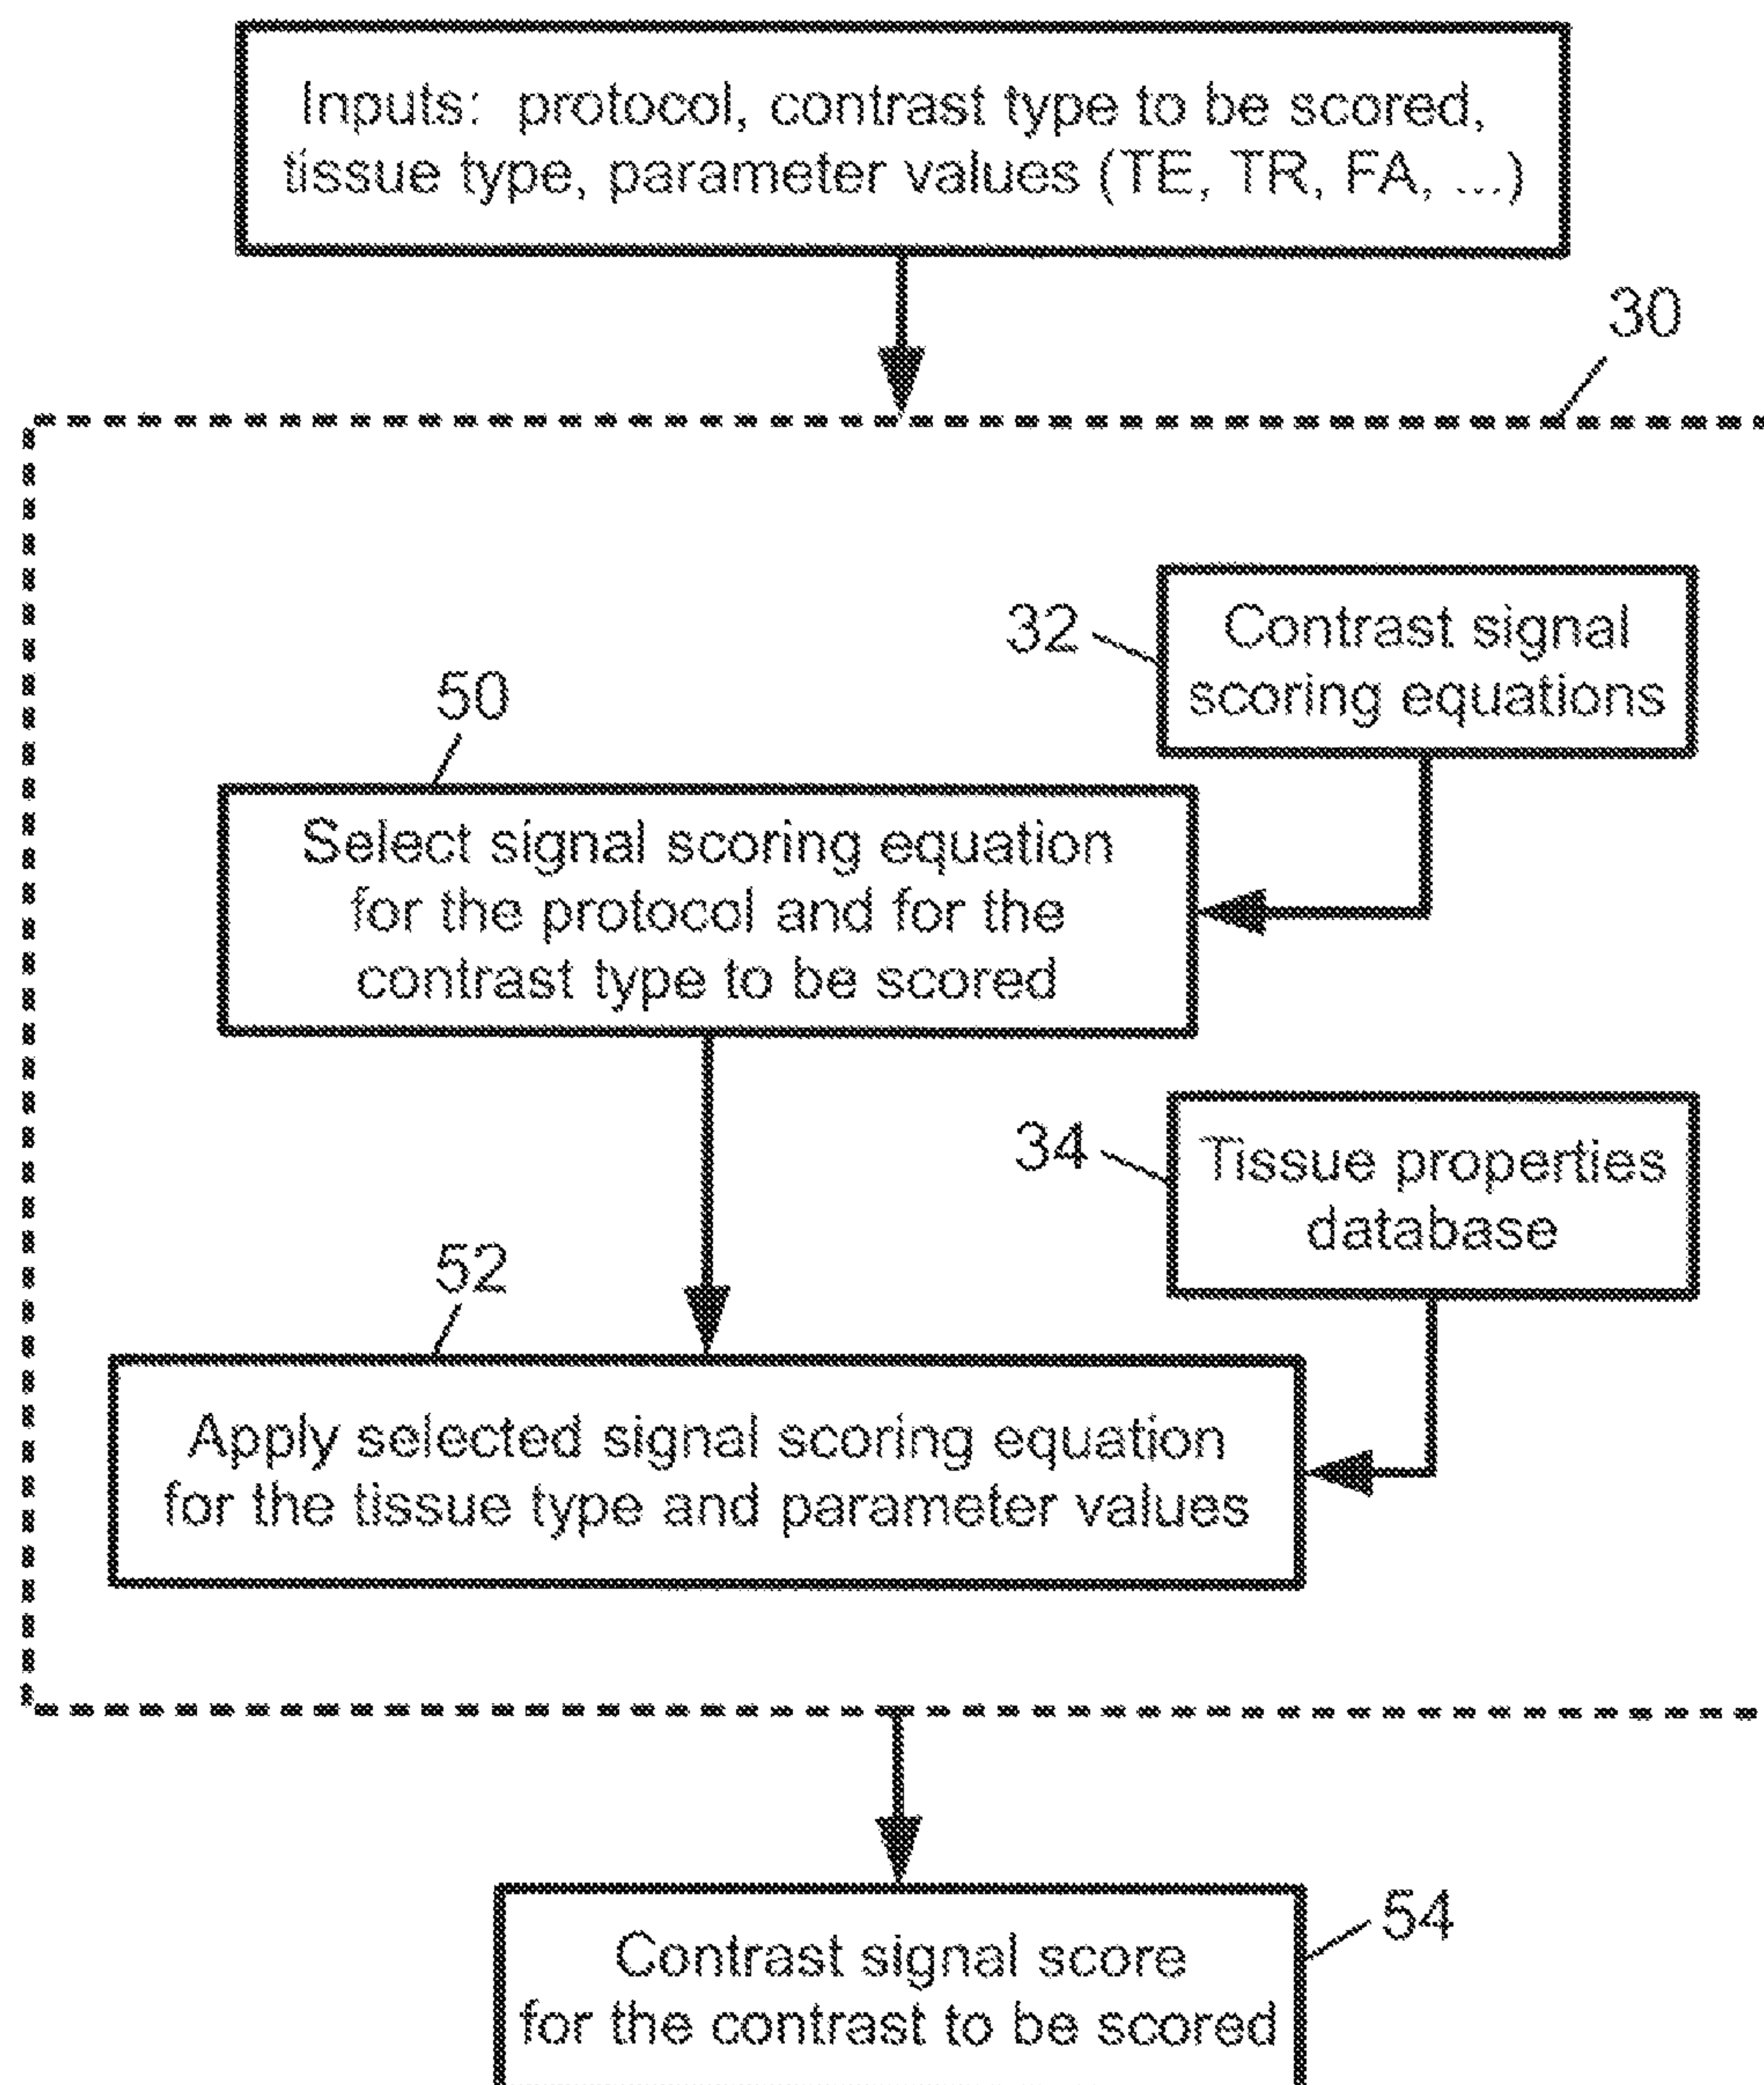 Inputs: protocol, contrast type to be scored,
tissue type, parameter values (TE, TR, FA, ...)
30
32
Contrast signal
scoring equations
50
Select signal scoring equation
for the protocol and for the
contrast type to be scored
34
Tissue properties
database
52
Apply selected signal scoring equation
for the tissue type and parameter values
54
Contrast signal score
for the contrast to be scored